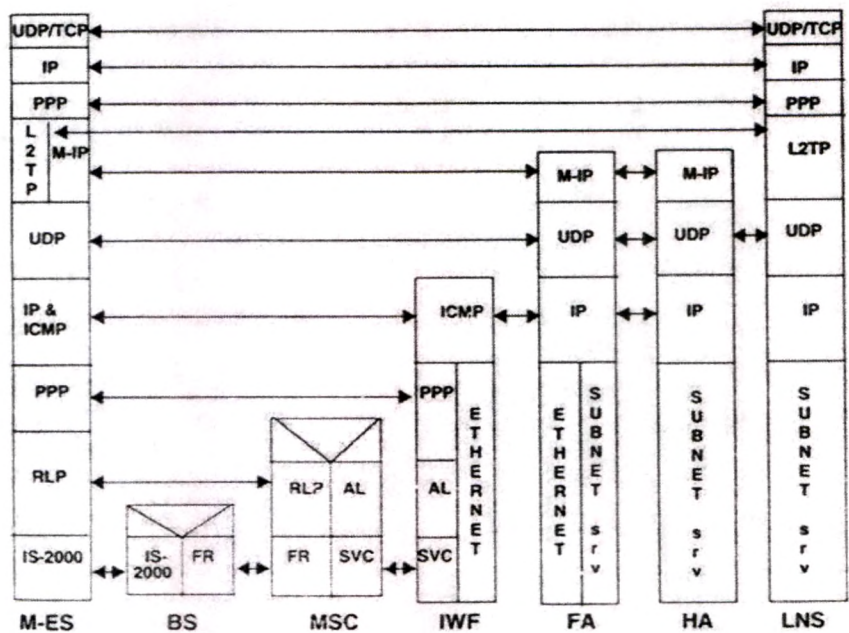 UDP/TCP UDP/TCP
IP IP
PPP PPP
L2TP M-IP M-IP M-IP L2TP
UDP UDP UDP UDP
IP & ICMP ICMP IP IP IP
PPP PPP ETHERNET ETHERNET SUBNET srv SUBNET srv SUBNET srv
RLP RLP AL AL
IS-2000 IS-2000 FR FR SVC SVC
M-ES BS MSC IWF FA HA LNS